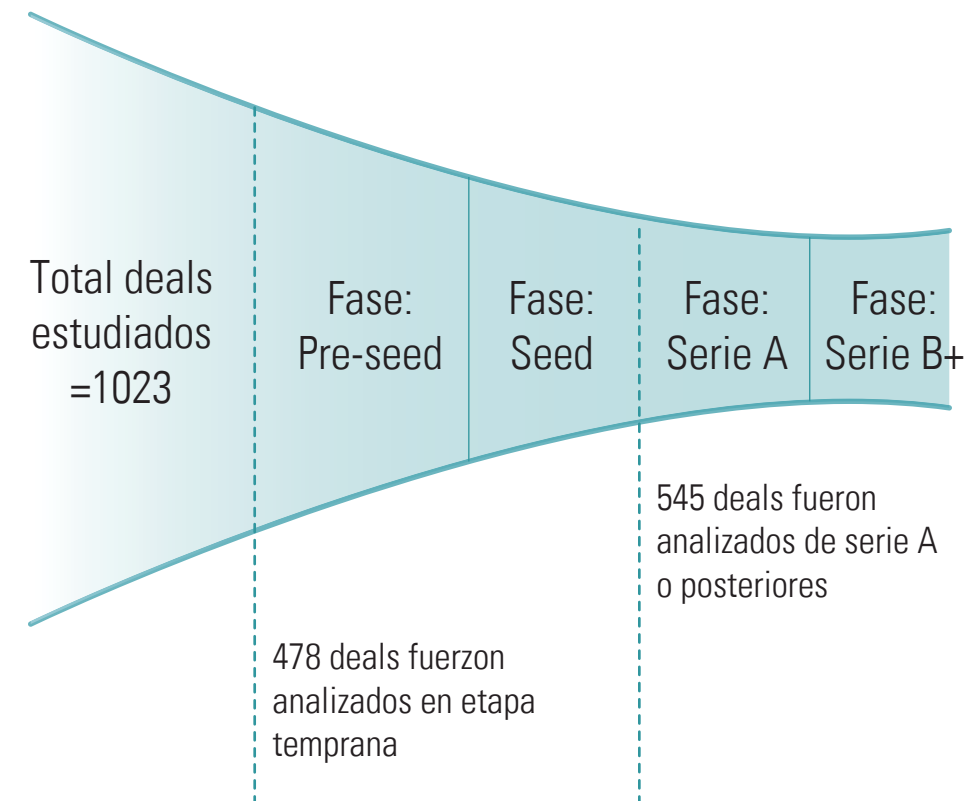 Total deals
estudiados
=1023
Fase:
Pre-seed
Fase:
Seed
Fase:
Serie A
Fase:
Serie B+
545 deals fueron
analizados de serie A
o posteriores
478 deals fuerzon
analizados en etapa
temprana